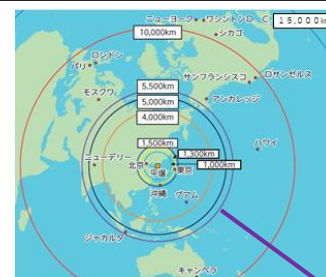 ニューヨーク ワシントンD.C.
15,000k
シカゴ
10,000km
ロンドン
ロサンゼルス
パリ
サンフランシスコ
5,500km
モスクワ
アンカレッジ
5,000km
4,000km
1,500km
ハワイ
1,300km
ニューデリー
北京
東京
1,000km
平壌
沖縄
グアム
ジャカルタ
キャンベラ